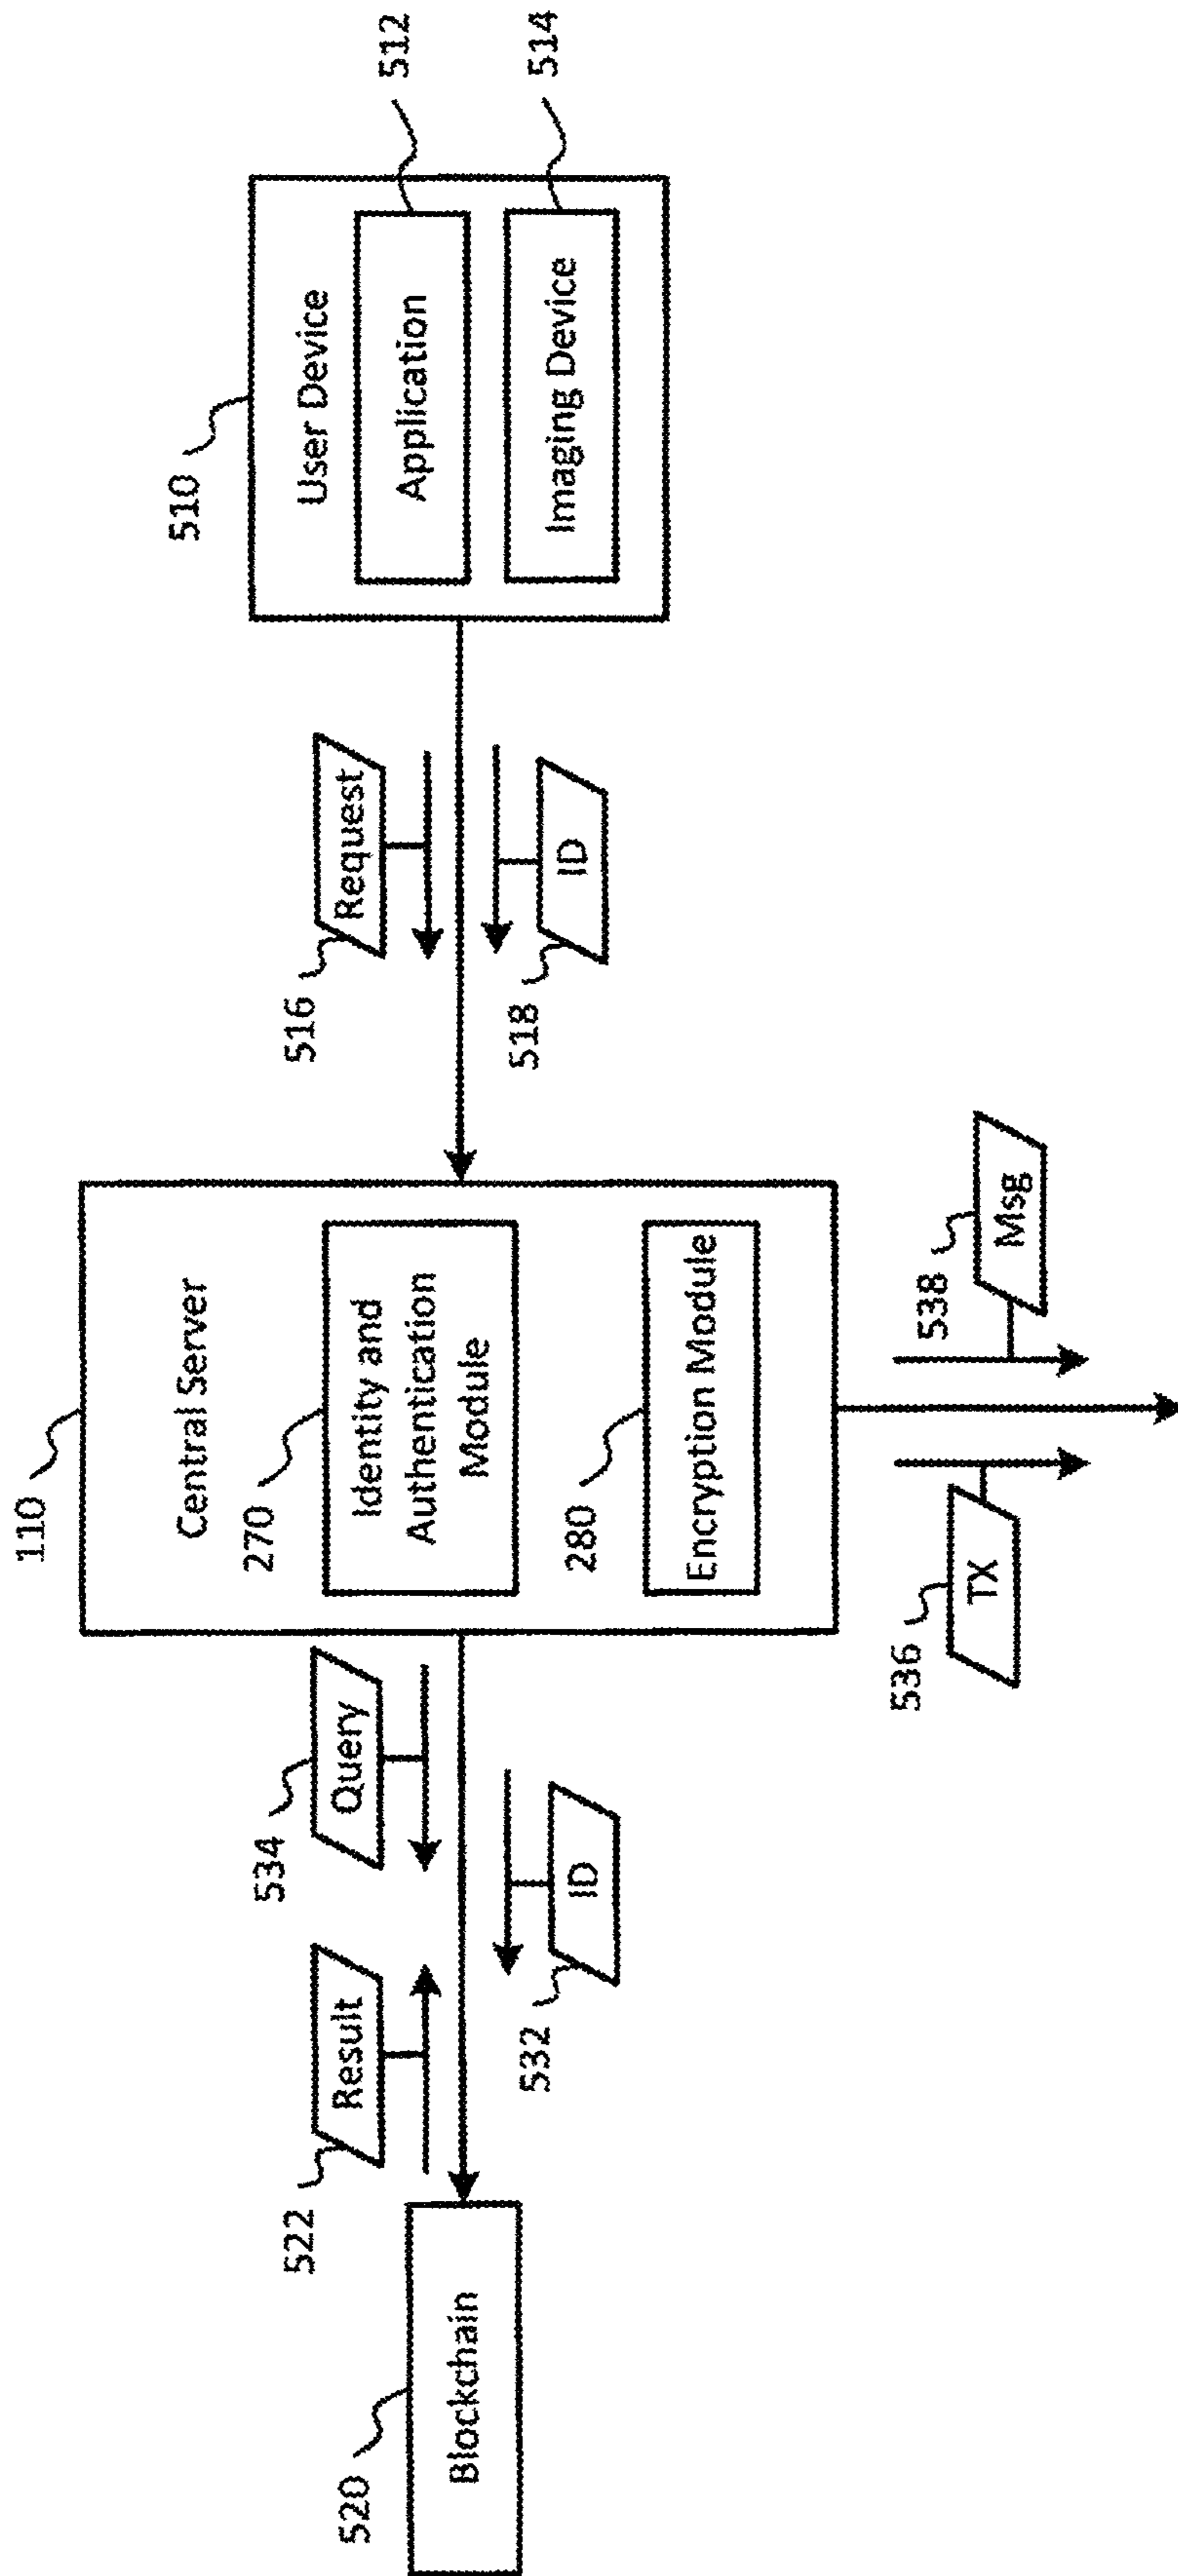 110
Central Server
270
Identity and
Authentication
Module
280
Encryption Module
510
User Device
Application
512
Imaging Device
514
516
Request
518
ID
534
Query
522
Result
532
ID
520
Blockchain
536
TX
538
Msg